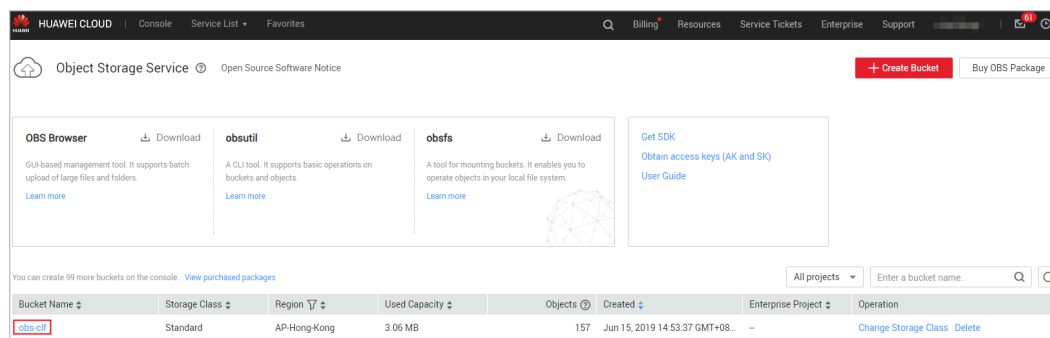 HUAWEI HUAWEI CLOUD Console Service List Favorites Billing Resources Service Tickets Enterprise Support 61
Object Storage Service Open Source Software Notice + Create Bucket Buy OBS Package
OBS Browser Download
GUI-based management tool. It supports batch
upload of large files and folders.
Learn more
obsutil Download
A CLI tool. It supports basic operations on
buckets and objects.
Learn more
obsfs Download
A tool for mounting buckets. It enables you to
operate objects in your local file system.
Learn more
Get SDK
Obtain access keys (AK and SK)
User Guide
You can create 99 more buckets on the console. View purchased packages All projects Enter a bucket name.
Bucket Name Storage Class Region Used Capacity Objects Created Enterprise Project Operation
obs-clf Standard AP-Hong-Kong 3.06 MB 157 Jun 15, 2019 14:53:37 GMT+08... -- Change Storage Class Delete